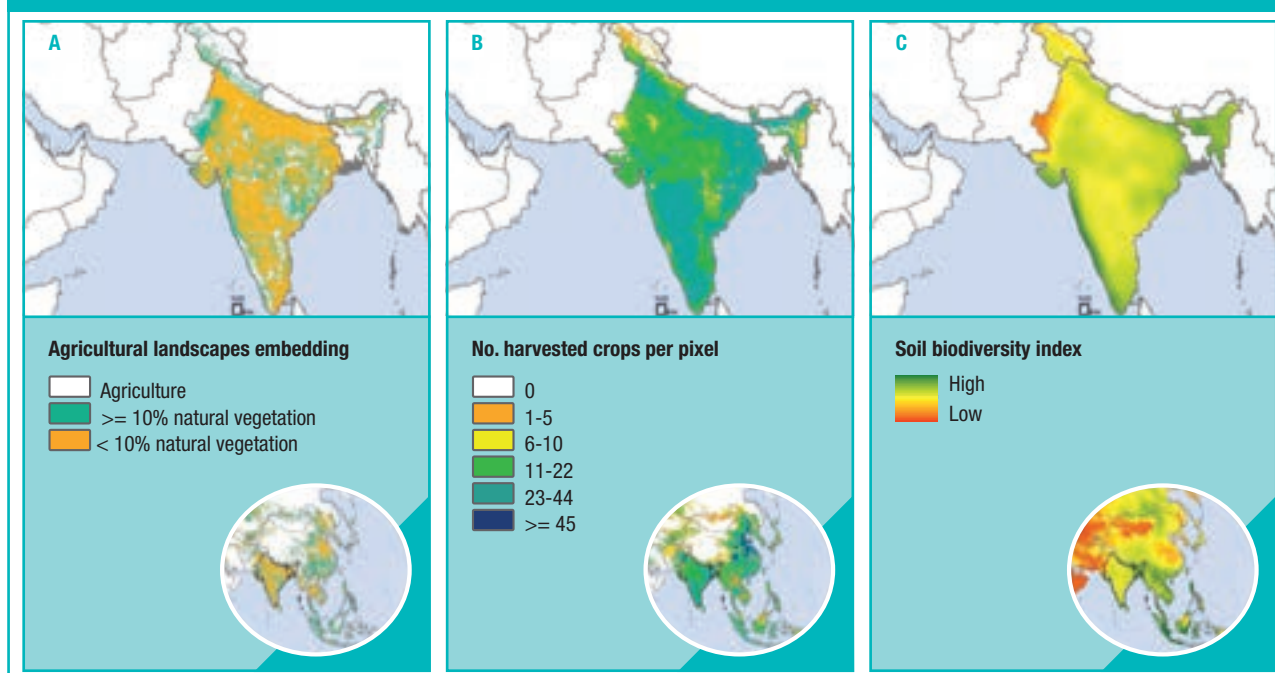 A
Agricultural landscapes embedding
Agriculture
>= 10% natural vegetation
< 10% natural vegetation
B
No. harvested crops per pixel
0
1-5
6-10
11-22
23-44
>= 45
C
Soil biodiversity index
High
Low